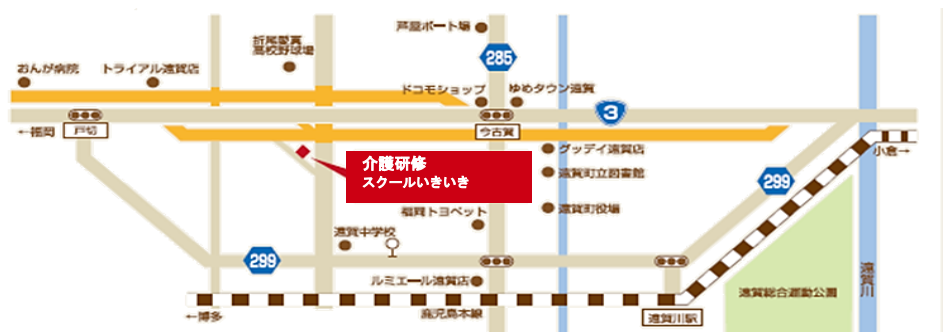 芦屋ボート場
折尾愛真
高校野球場
285
おんが病院
トライアル遠賀店
ドコモショップ
ゆめタウン遠賀
3
←福岡
戸切
今古賀
グッデイ遠賀店
小倉→
介護研修
スクールいきいき
遠賀町立図書館
299
遠賀町役場
福岡トヨペット
遠賀中学校
299
遠賀川
ルミエール遠賀店
遠賀総合運動公園
←博多
鹿児島本線
遠賀川駅